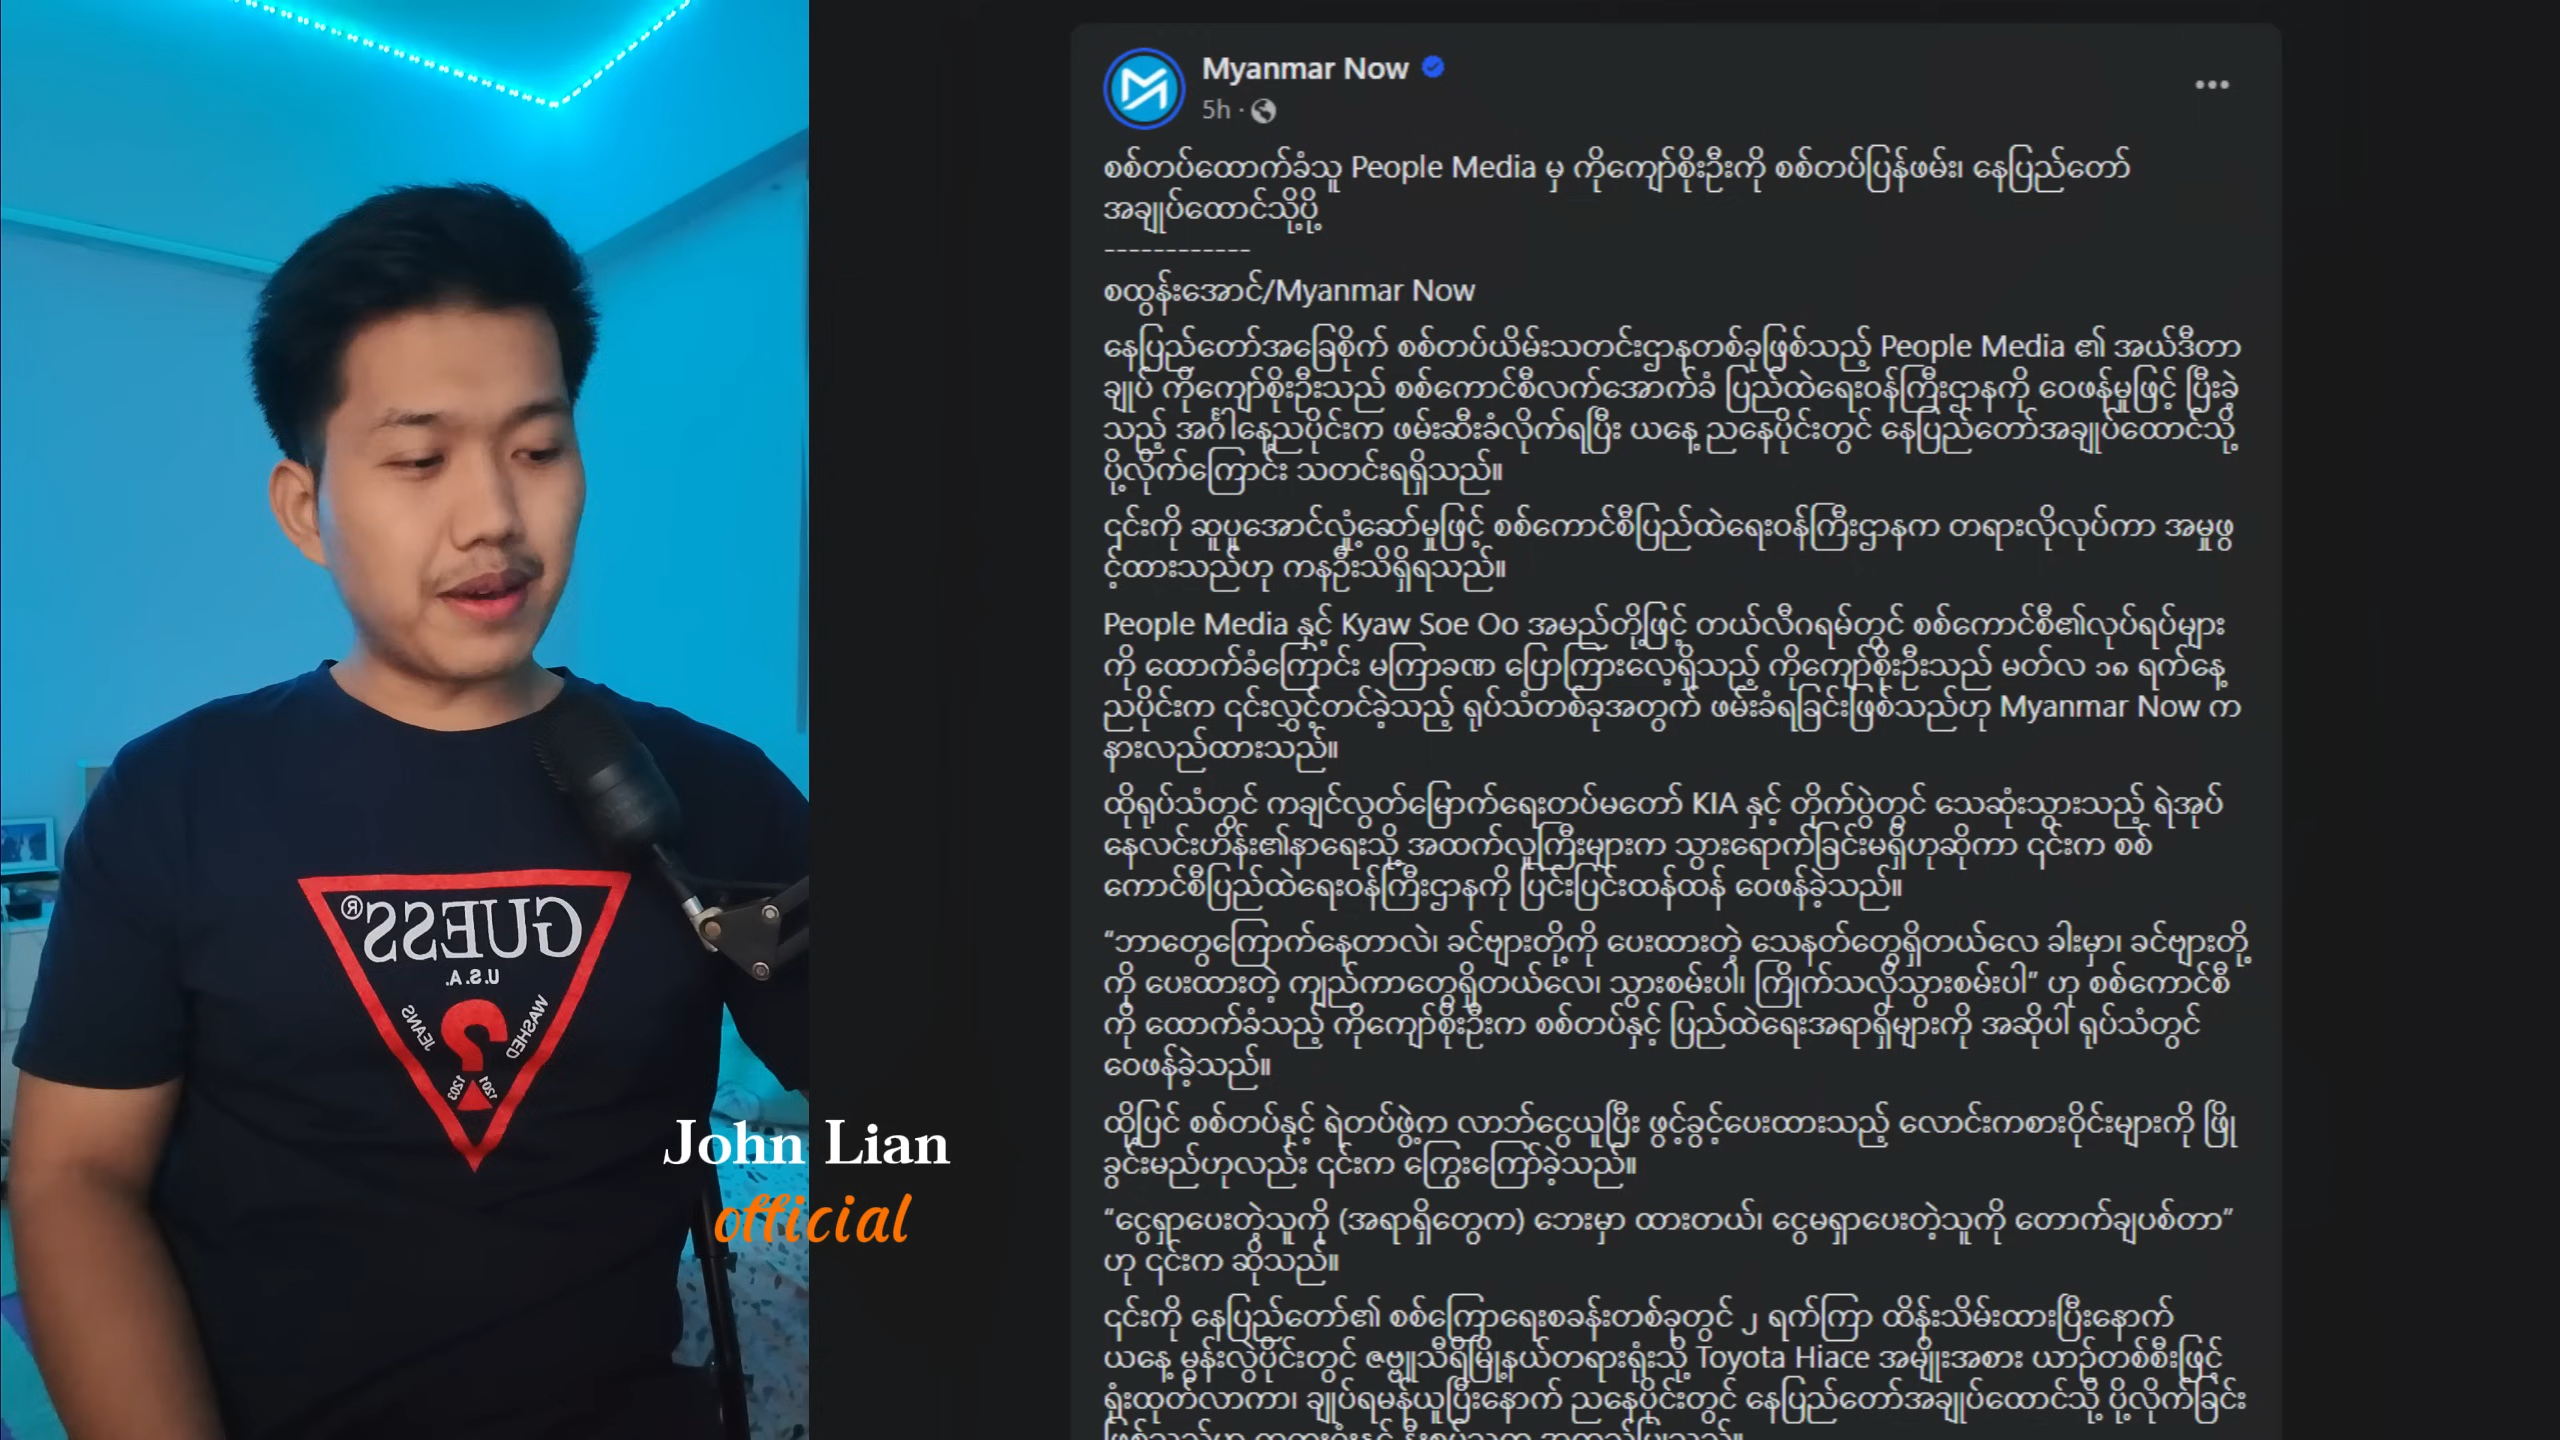 Myanmar Now
5h ·
စစ်တပ်ထောက်ခံသူ People Media မှ ကိုကျော်စိုးဦးကို စစ်တပ်ပြန်ဖမ်း၊ နေပြည်တော်
အချုပ်ထောင်သို့ပို့
------------
စထွန်းအောင်/Myanmar Now
နေပြည်တော်အခြေစိုက် စစ်တပ်ယိမ်းသတင်းဌာနတစ်ခုဖြစ်သည့် People Media ၏ အယ်ဒီတာ
ချုပ် ကိုကျော်စိုးဦးသည် စစ်ကောင်စီလက်အောက်ခံ ပြည်ထဲရေးဝန်ကြီးဌာနကို ဝေဖန်မှုဖြင့် ပြီးခဲ့
သည့် အင်္ဂါနေ့ညပိုင်းက ဖမ်းဆီးခံလိုက်ရပြီး ယနေ့ ညနေပိုင်းတွင် နေပြည်တော်အချုပ်ထောင်သို့
ပို့လိုက်ကြောင်း သတင်းရရှိသည်။
၎င်းကို ဆူပူအောင်လှုံ့ဆော်မှုဖြင့် စစ်ကောင်စီပြည်ထဲရေးဝန်ကြီးဌာနက တရားလိုလုပ်ကာ အမှုဖွ
င့်ထားသည်ဟု ကနဦးသိရှိရသည်။
People Media နှင့် Kyaw Soe Oo အမည်တို့ဖြင့် တယ်လီဂရမ်တွင် စစ်ကောင်စီ၏လုပ်ရပ်များ
ကို ထောက်ခံကြောင်း မကြာခဏ ပြောကြားလေ့ရှိသည့် ကိုကျော်စိုးဦးသည် မတ်လ ၁၈ ရက်နေ့
ညပိုင်းက ၎င်းလွှင့်တင်ခဲ့သည့် ရုပ်သံတစ်ခုအတွက် ဖမ်းခံရခြင်းဖြစ်သည်ဟု Myanmar Now က
နားလည်ထားသည်။
ထိုရုပ်သံတွင် ကချင်လွတ်မြောက်ရေးတပ်မတော် KIA နှင့် တိုက်ပွဲတွင် သေဆုံးသွားသည့် ရဲအုပ်
နေလင်းဟိန်း၏နာရေးသို့ အထက်လူကြီးများက သွားရောက်ခြင်းမရှိဟုဆိုကာ ၎င်းက စစ်
ကောင်စီပြည်ထဲရေးဝန်ကြီးဌာနကို ပြင်းပြင်းထန်ထန် ဝေဖန်ခဲ့သည်။
“ဘာတွေကြောက်နေတာလဲ၊ ခင်ဗျားတို့ကို ပေးထားတဲ့ သေနတ်တွေရှိတယ်လေ ခါးမှာ၊ ခင်ဗျားတို့
ကို ပေးထားတဲ့ ကျည်ကာတွေရှိတယ်လေ၊ သွားစမ်းပါ၊ ကြိုက်သလိုသွားစမ်းပါ” ဟု စစ်ကောင်စီ
ကို ထောက်ခံသည့် ကိုကျော်စိုးဦးက စစ်တပ်နှင့် ပြည်ထဲရေးအရာရှိများကို အဆိုပါ ရုပ်သံတွင်
ဝေဖန်ခဲ့သည်။
ထို့ပြင် စစ်တပ်နှင့် ရဲတပ်ဖွဲ့က လာဘ်ငွေယူပြီး ဖွင့်ခွင့်ပေးထားသည့် လောင်းကစားဝိုင်းများကို ဖြို
ခွင်းမည်ဟုလည်း ၎င်းက ကြွေးကြော်ခဲ့သည်။
“ငွေရှာပေးတဲ့သူကို (အရာရှိတွေက) ဘေးမှာ ထားတယ်၊ ငွေမရှာပေးတဲ့သူကို တောက်ချပစ်တာ”
ဟု ၎င်းက ဆိုသည်။
၎င်းကို နေပြည်တော်၏ စစ်ကြောရေးစခန်းတစ်ခုတွင် ၂ ရက်ကြာ ထိန်းသိမ်းထားပြီးနောက်
ယနေ့ မွန်းလွဲပိုင်းတွင် ဇဗ္ဗူသီရိမြို့နယ်တရားရုံးသို့ Toyota Hiace အမျိုးအစား ယာဉ်တစ်စီးဖြင့်
ရုံးထုတ်လာကာ၊ ချုပ်ရမန်ယူပြီးနောက် ညနေပိုင်းတွင် နေပြည်တော်အချုပ်ထောင်သို့ ပို့လိုက်ခြင်း
GUESS®
U.S.A.
WASHED
JEANS
?
1201
1203
John Lian
official